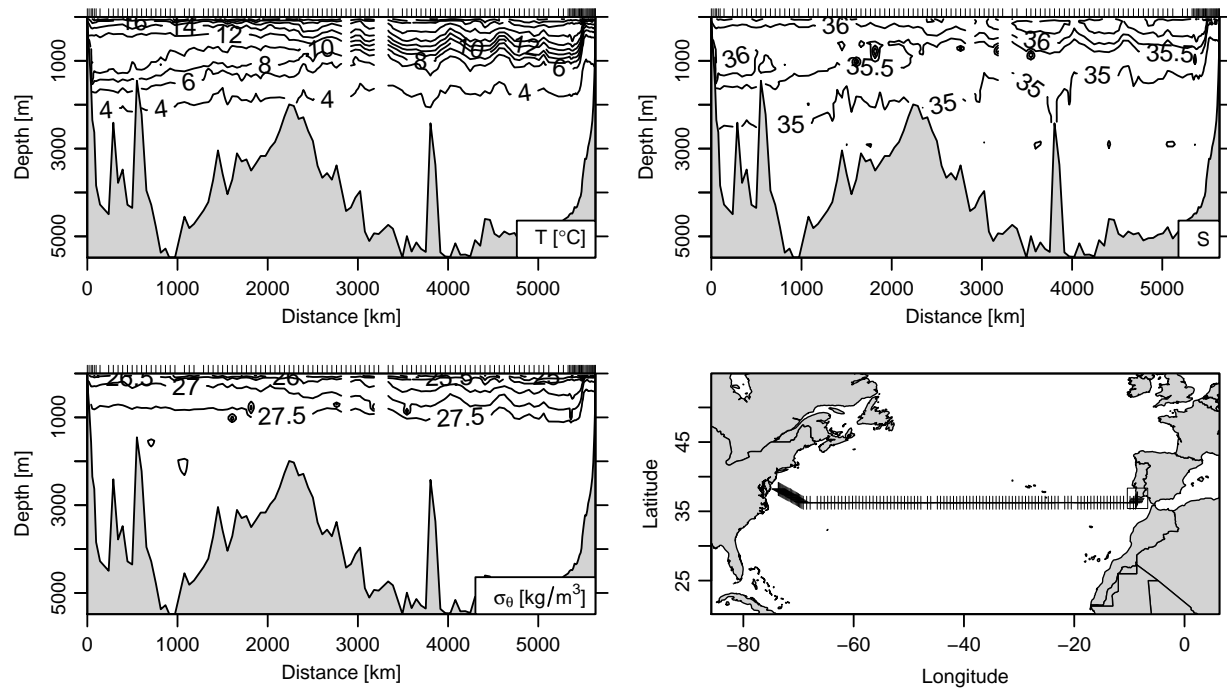 16 14 12 10 8 6 4 4 4 8 10 12 6 4
1000 3000 5000
Depth [m]
T [°C]
0 1000 2000 3000 4000 5000
Distance [km]
36 36 36 35.5 35.5 35 35 35 35 35
1000 3000 5000
Depth [m]
S
0 1000 2000 3000 4000 5000
Distance [km]
26.5 27 26 27.5 27.5
1000 3000 5000
Depth [m]
σθ [kg/m³]
0 1000 2000 3000 4000 5000
Distance [km]
45 35 25
Latitude
−80 −60 −40 −20 0
Longitude